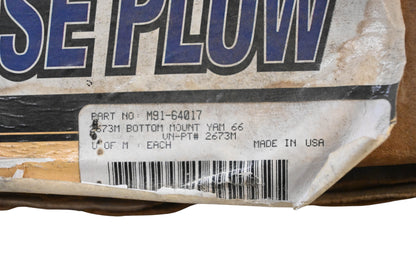 SE PLOW
PART NO: M91-64017
2673M BOTTOM MOUNT YAM 66
VN-PT# 2673M
U OF M : EACH MADE IN USA